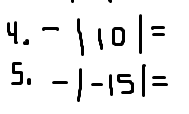 4. - | 10 | =
5. - | -15 | =